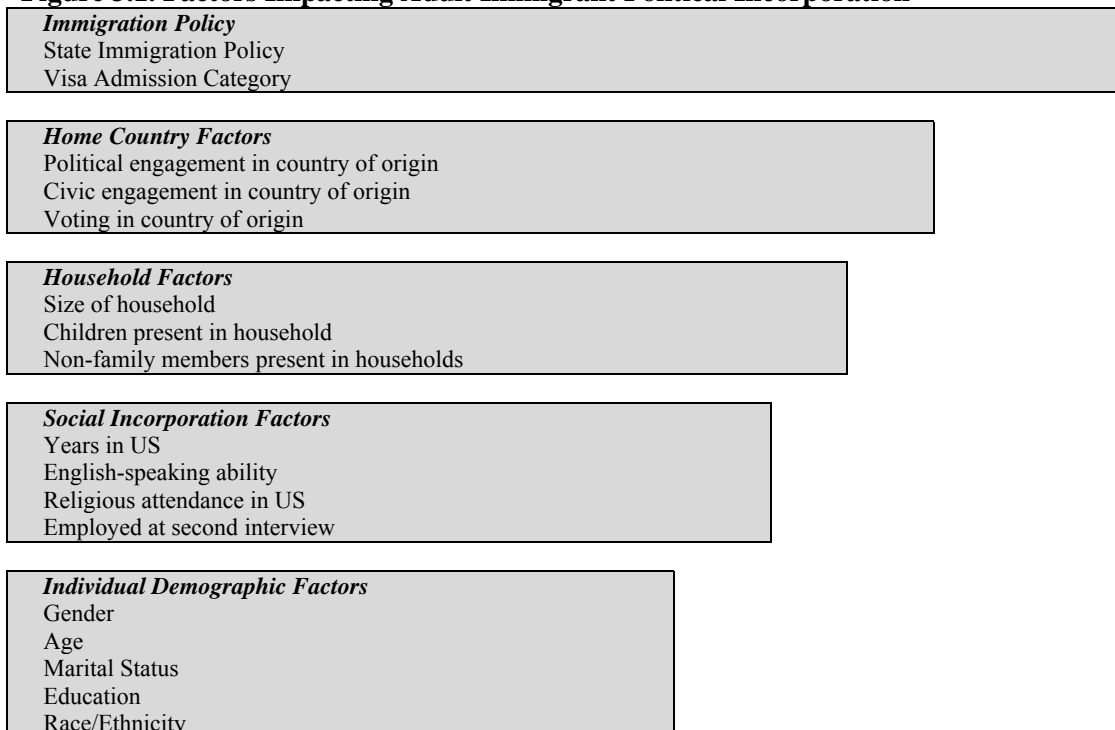 Immigration Policy
State Immigration Policy
Visa Admission Category
Home Country Factors
Political engagement in country of origin
Civic engagement in country of origin
Voting in country of origin
Household Factors
Size of household
Children present in household
Non-family members present in households
Social Incorporation Factors
Years in US
English-speaking ability
Religious attendance in US
Employed at second interview
Individual Demographic Factors
Gender
Age
Marital Status
Education
Race/Ethnicity